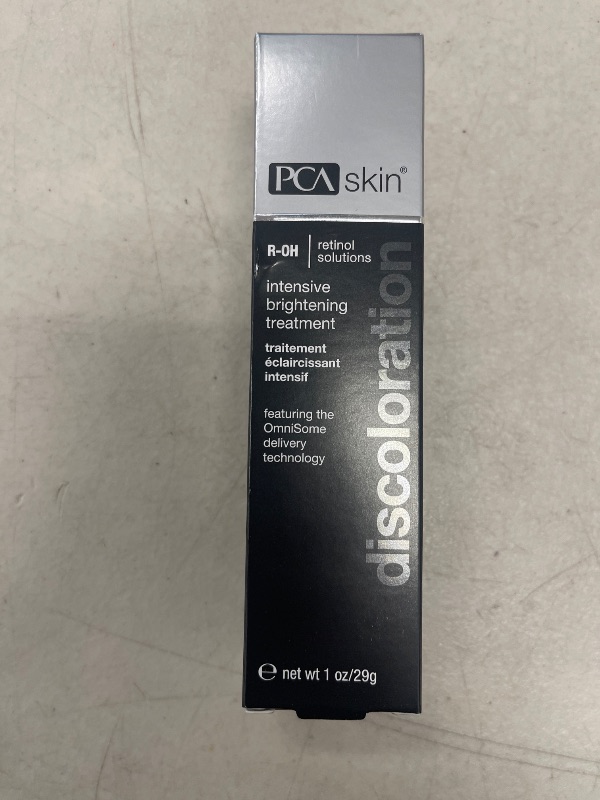 PCA skin®
R-OH
retinol
solutions
intensive
brightening
treatment
traitement
éclaircissant
intensif
featuring the
OmniSome
delivery
technology
discoloration
℮ net wt 1 oz/29g